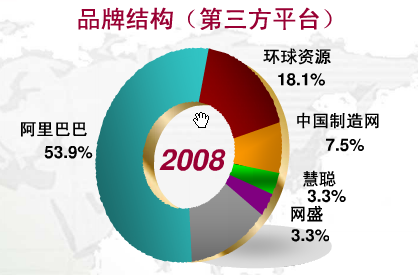 品牌结构（第三方平台）
环球资源
18.1%
中国制造网
7.5%
阿里巴巴
53.9%
2008
慧聪
3.3%
网盛
3.3%